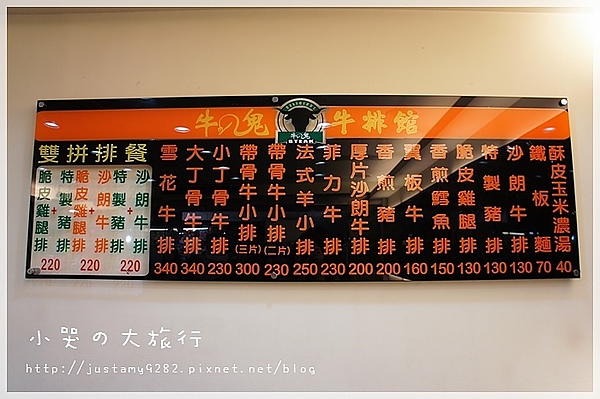 牛の鬼 牛排館
牛の鬼
STEAK
雙拼排餐
脆皮雞腿排+特製豬排 220
脆皮雞腿排+沙朗牛排 220
特製豬排+沙朗牛排 220
雪花牛排 340
大丁骨牛排 340
小丁骨牛排 230
帶骨牛小排(三片) 300
帶骨牛小排(二片) 230
法式羊小排 250
菲力牛排 230
厚片沙朗牛排 200
香煎豬排 200
翼板牛排 160
香煎鱈魚排 150
脆皮雞腿排 130
特製豬排 130
沙朗牛排 130
鐵板麵 70
酥皮玉米濃湯 40
小哭の大旅行
http://justamy9282.pixnet.net/blog